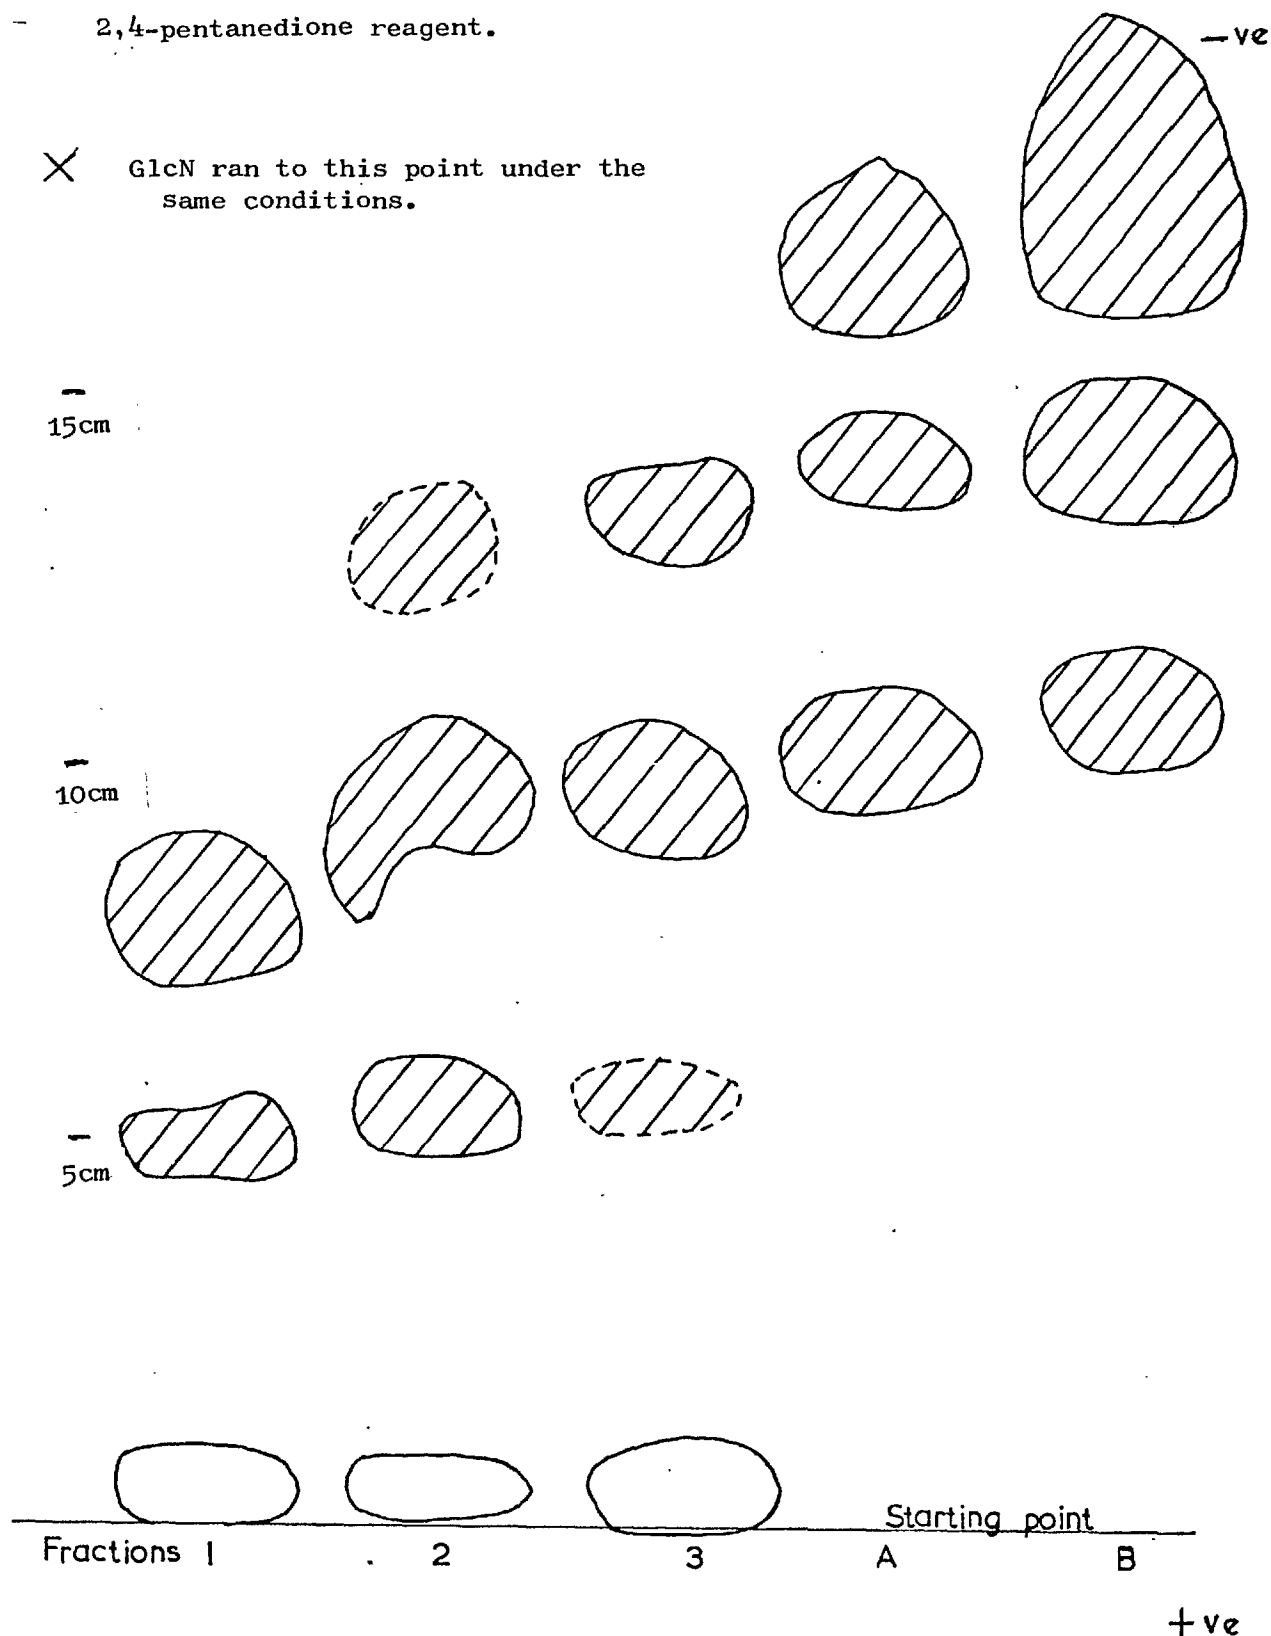 2,4-pentanedione reagent.
– ve
X GlcN ran to this point under the
same conditions.
15cm
10cm
5cm
Starting point
Fractions 1 2 3 A B
+ ve